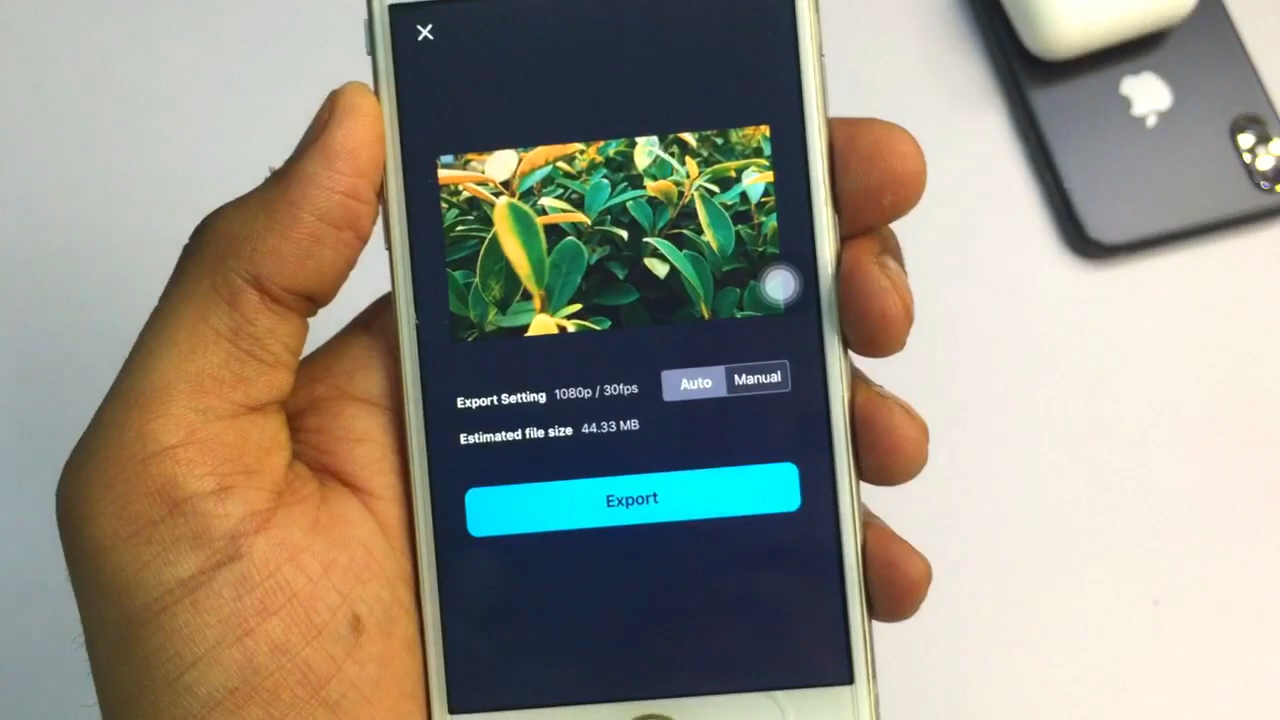 Export Setting 1080p / 30fps Auto Manual
Estimated file size 44.33 MB
Export